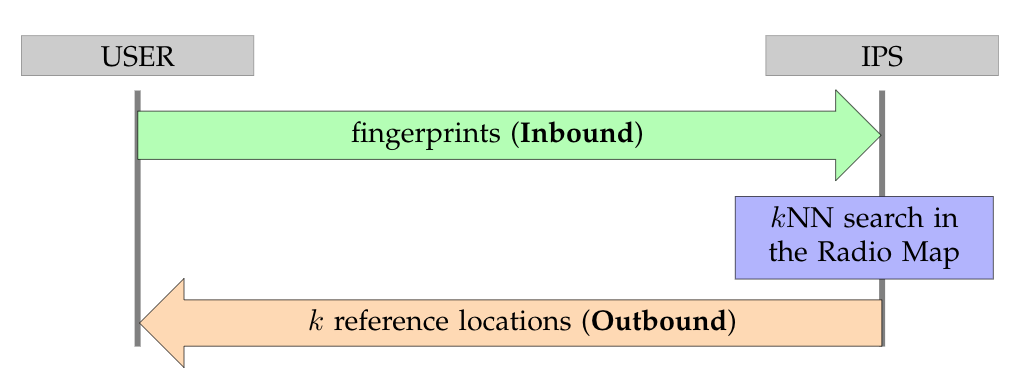 USER
IPS
fingerprints (Inbound)
kNN search in
the Radio Map
k reference locations (Outbound)